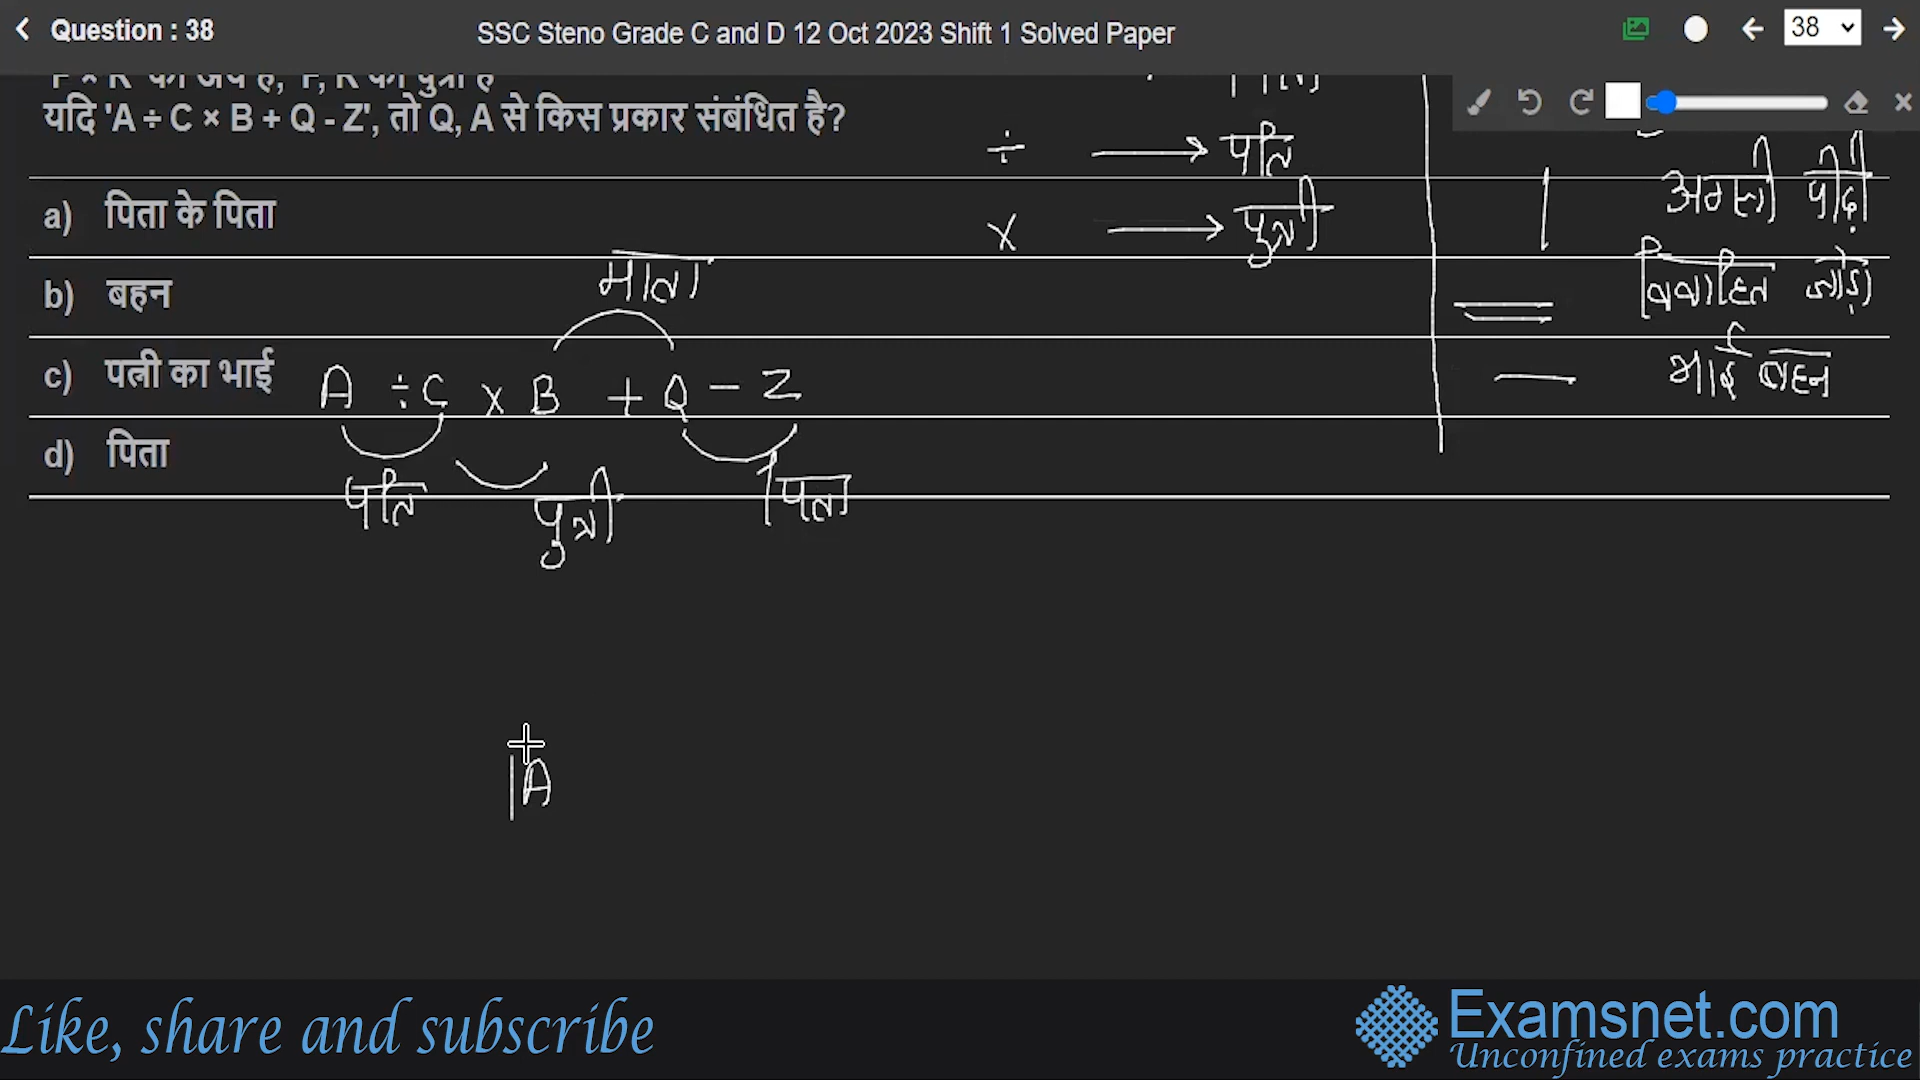 Question : 38
SSC Steno Grade C and D 12 Oct 2023 Shift 1 Solved Paper
38
यदि 'A ÷ C × B + Q - Z', तो Q, A से किस प्रकार संबंधित है?
a) पिता के पिता
b) बहन
c) पत्नी का भाई
d) पिता
÷ → पति
× → पुत्री
| अगली पीढ़ी
= विवाहित जोड़ा
— भाई बहन
माता
A ÷ C × B + Q - Z
पति पुत्री पिता
A
Like, share and subscribe
Examsnet.com
Unconfined exams practice